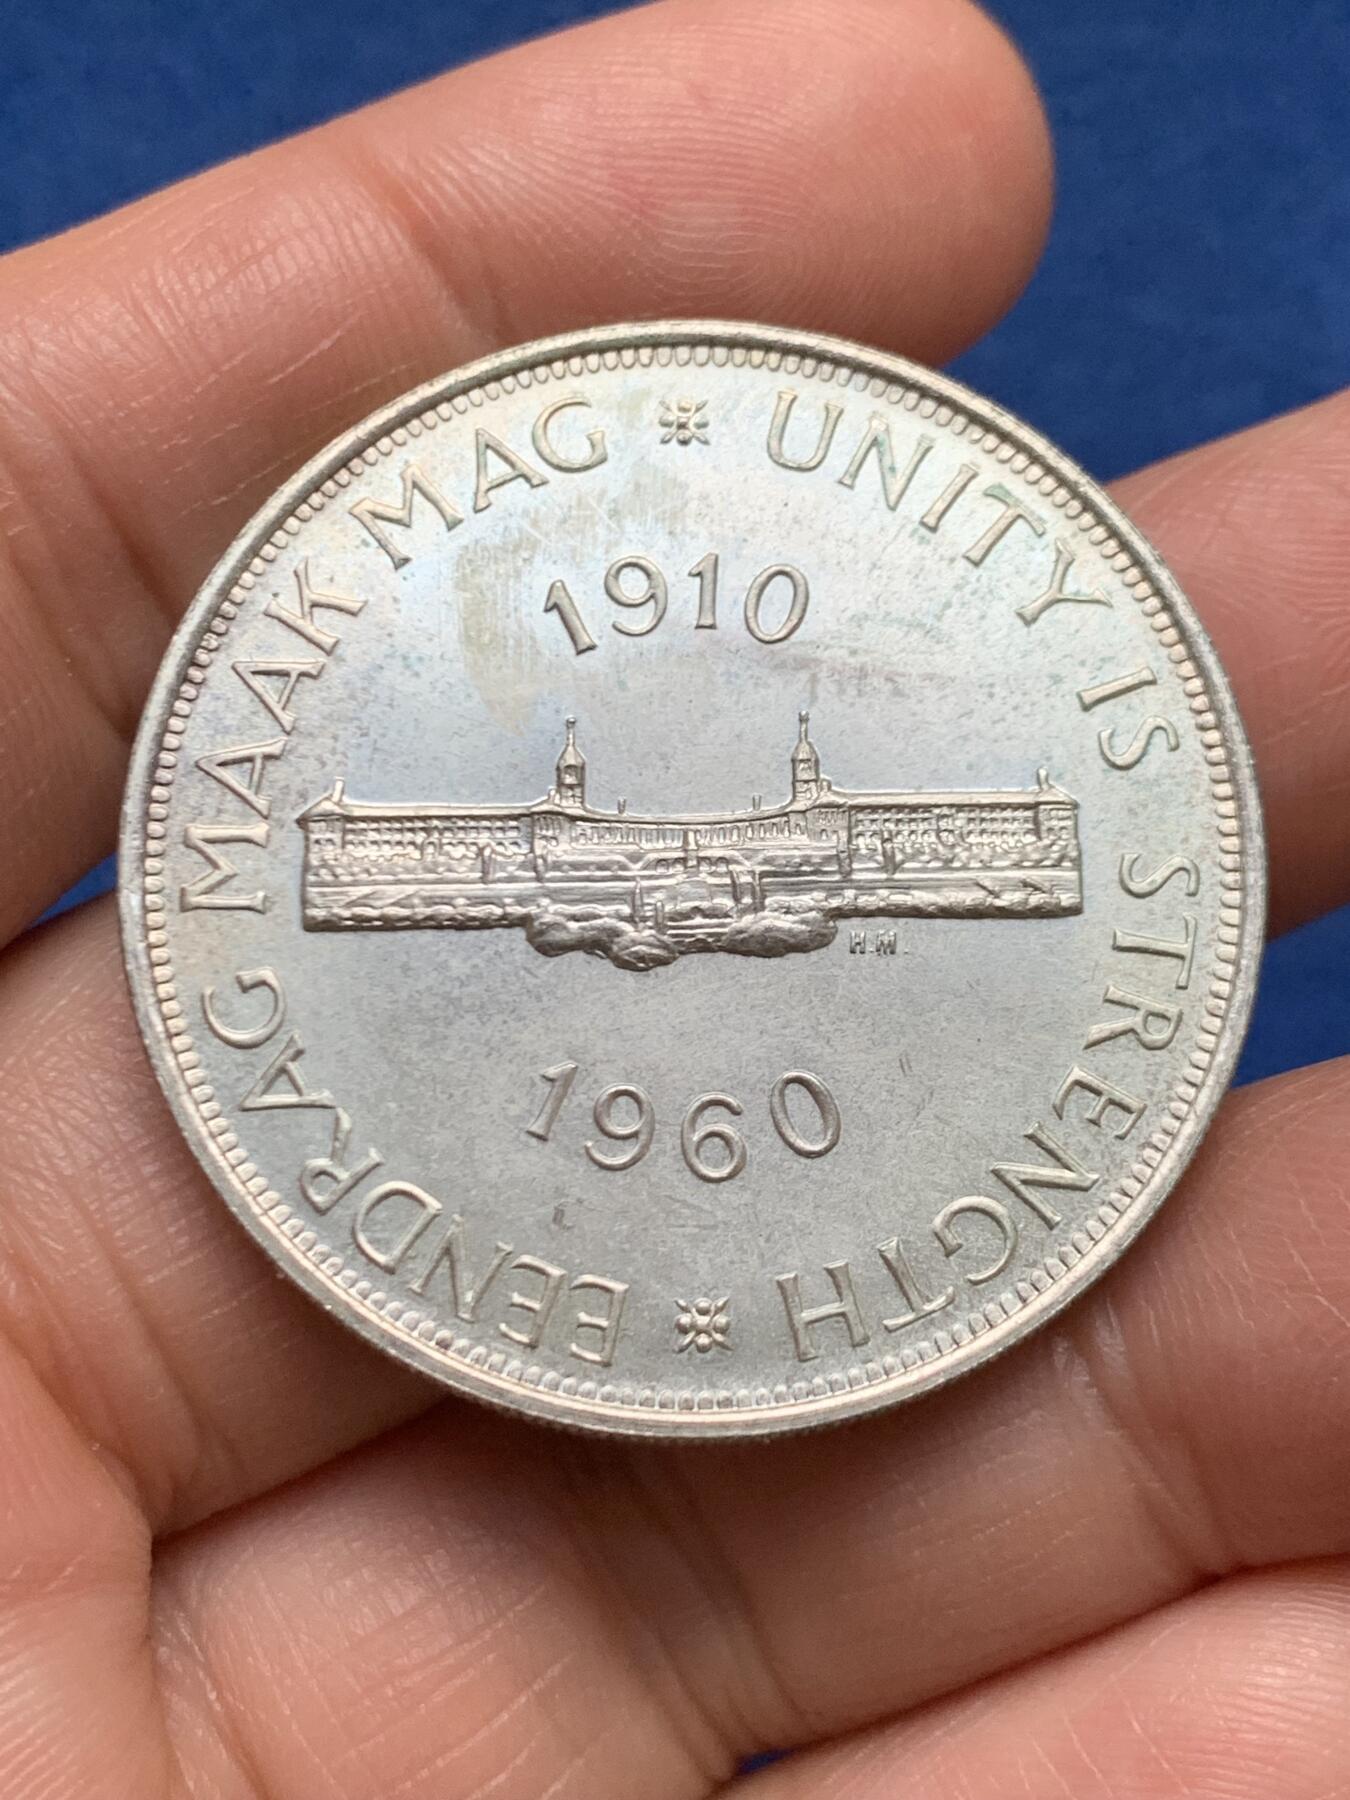 EENDRAG MAAK MAG
UNITY IS STRENGTH
1910
H.M.
1960